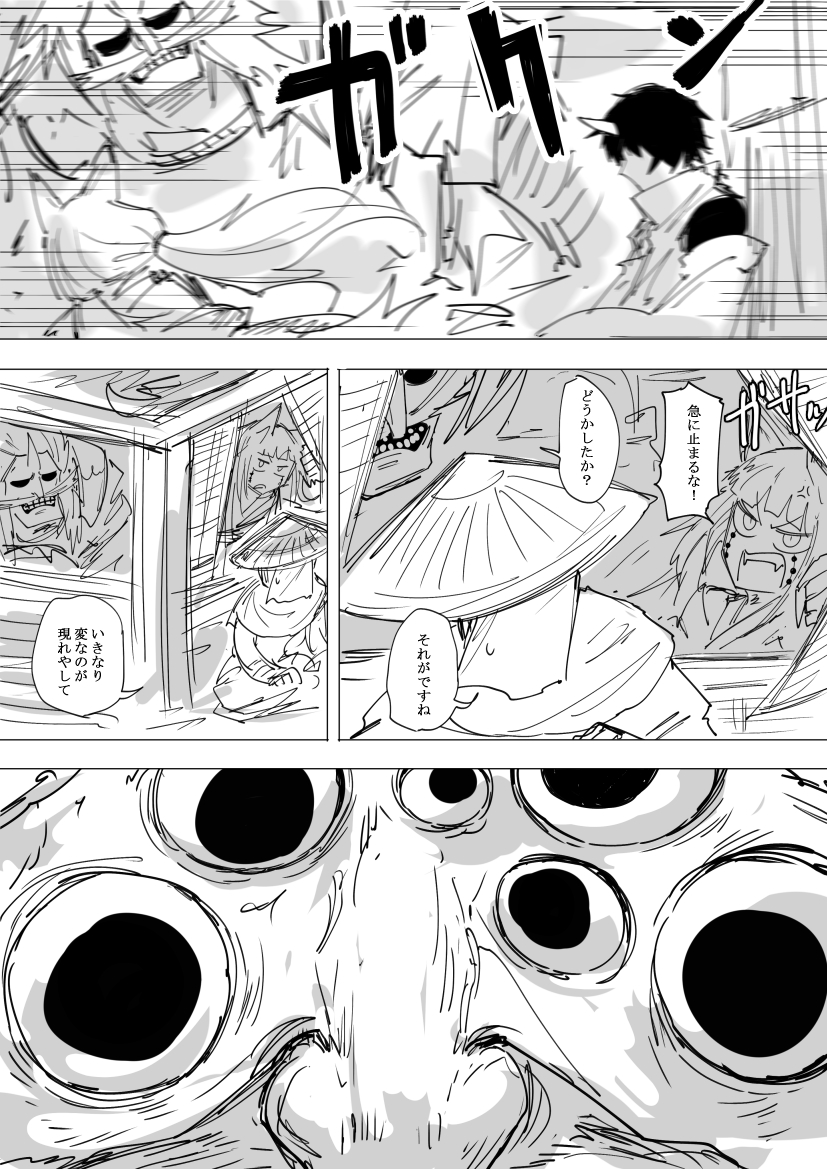 ガクン
ガサッ
急に止まるな！
どうかしたか？
それがですね
いきなり
変なのが
現れやして